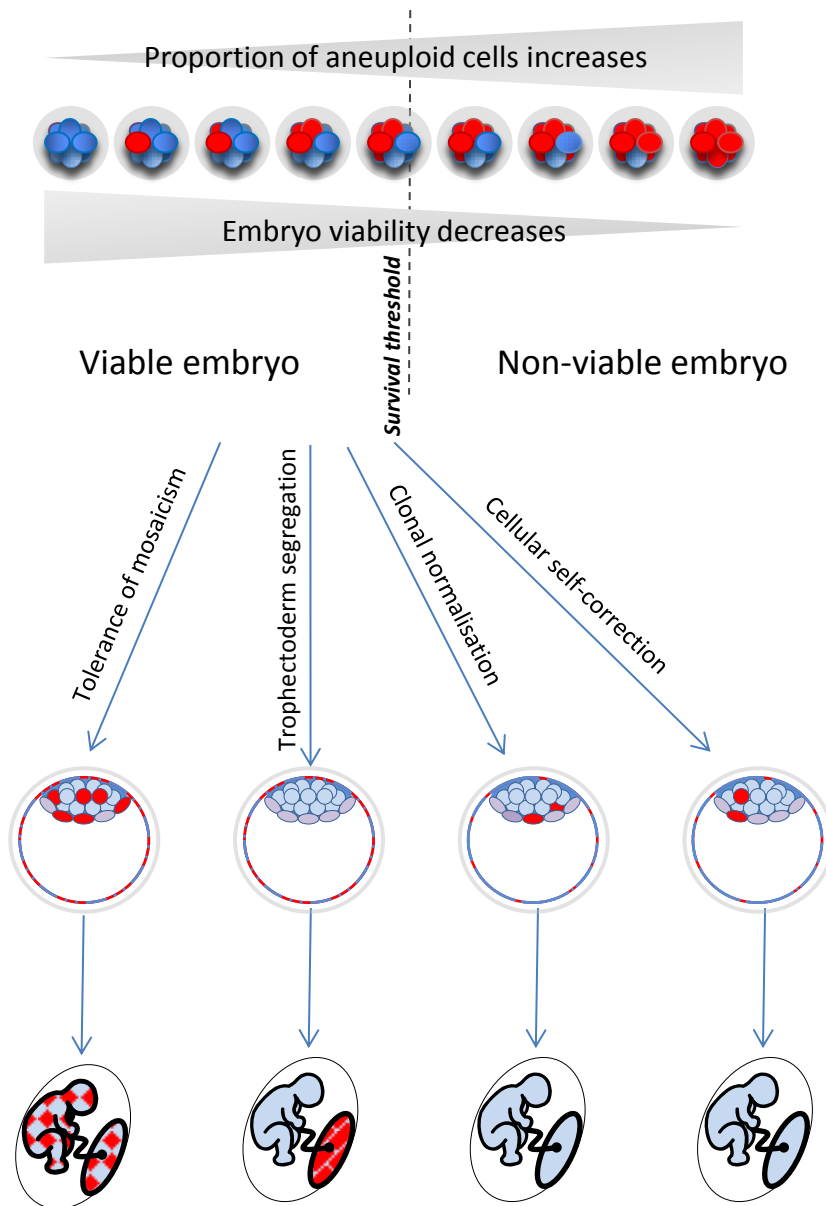 Proportion of aneuploid cells increases
Embryo viability decreases
Survival threshold
Viable embryo
Non-viable embryo
Tolerance of mosaicism
Trophectoderm segregation
Clonal normalisation
Cellular self-correction